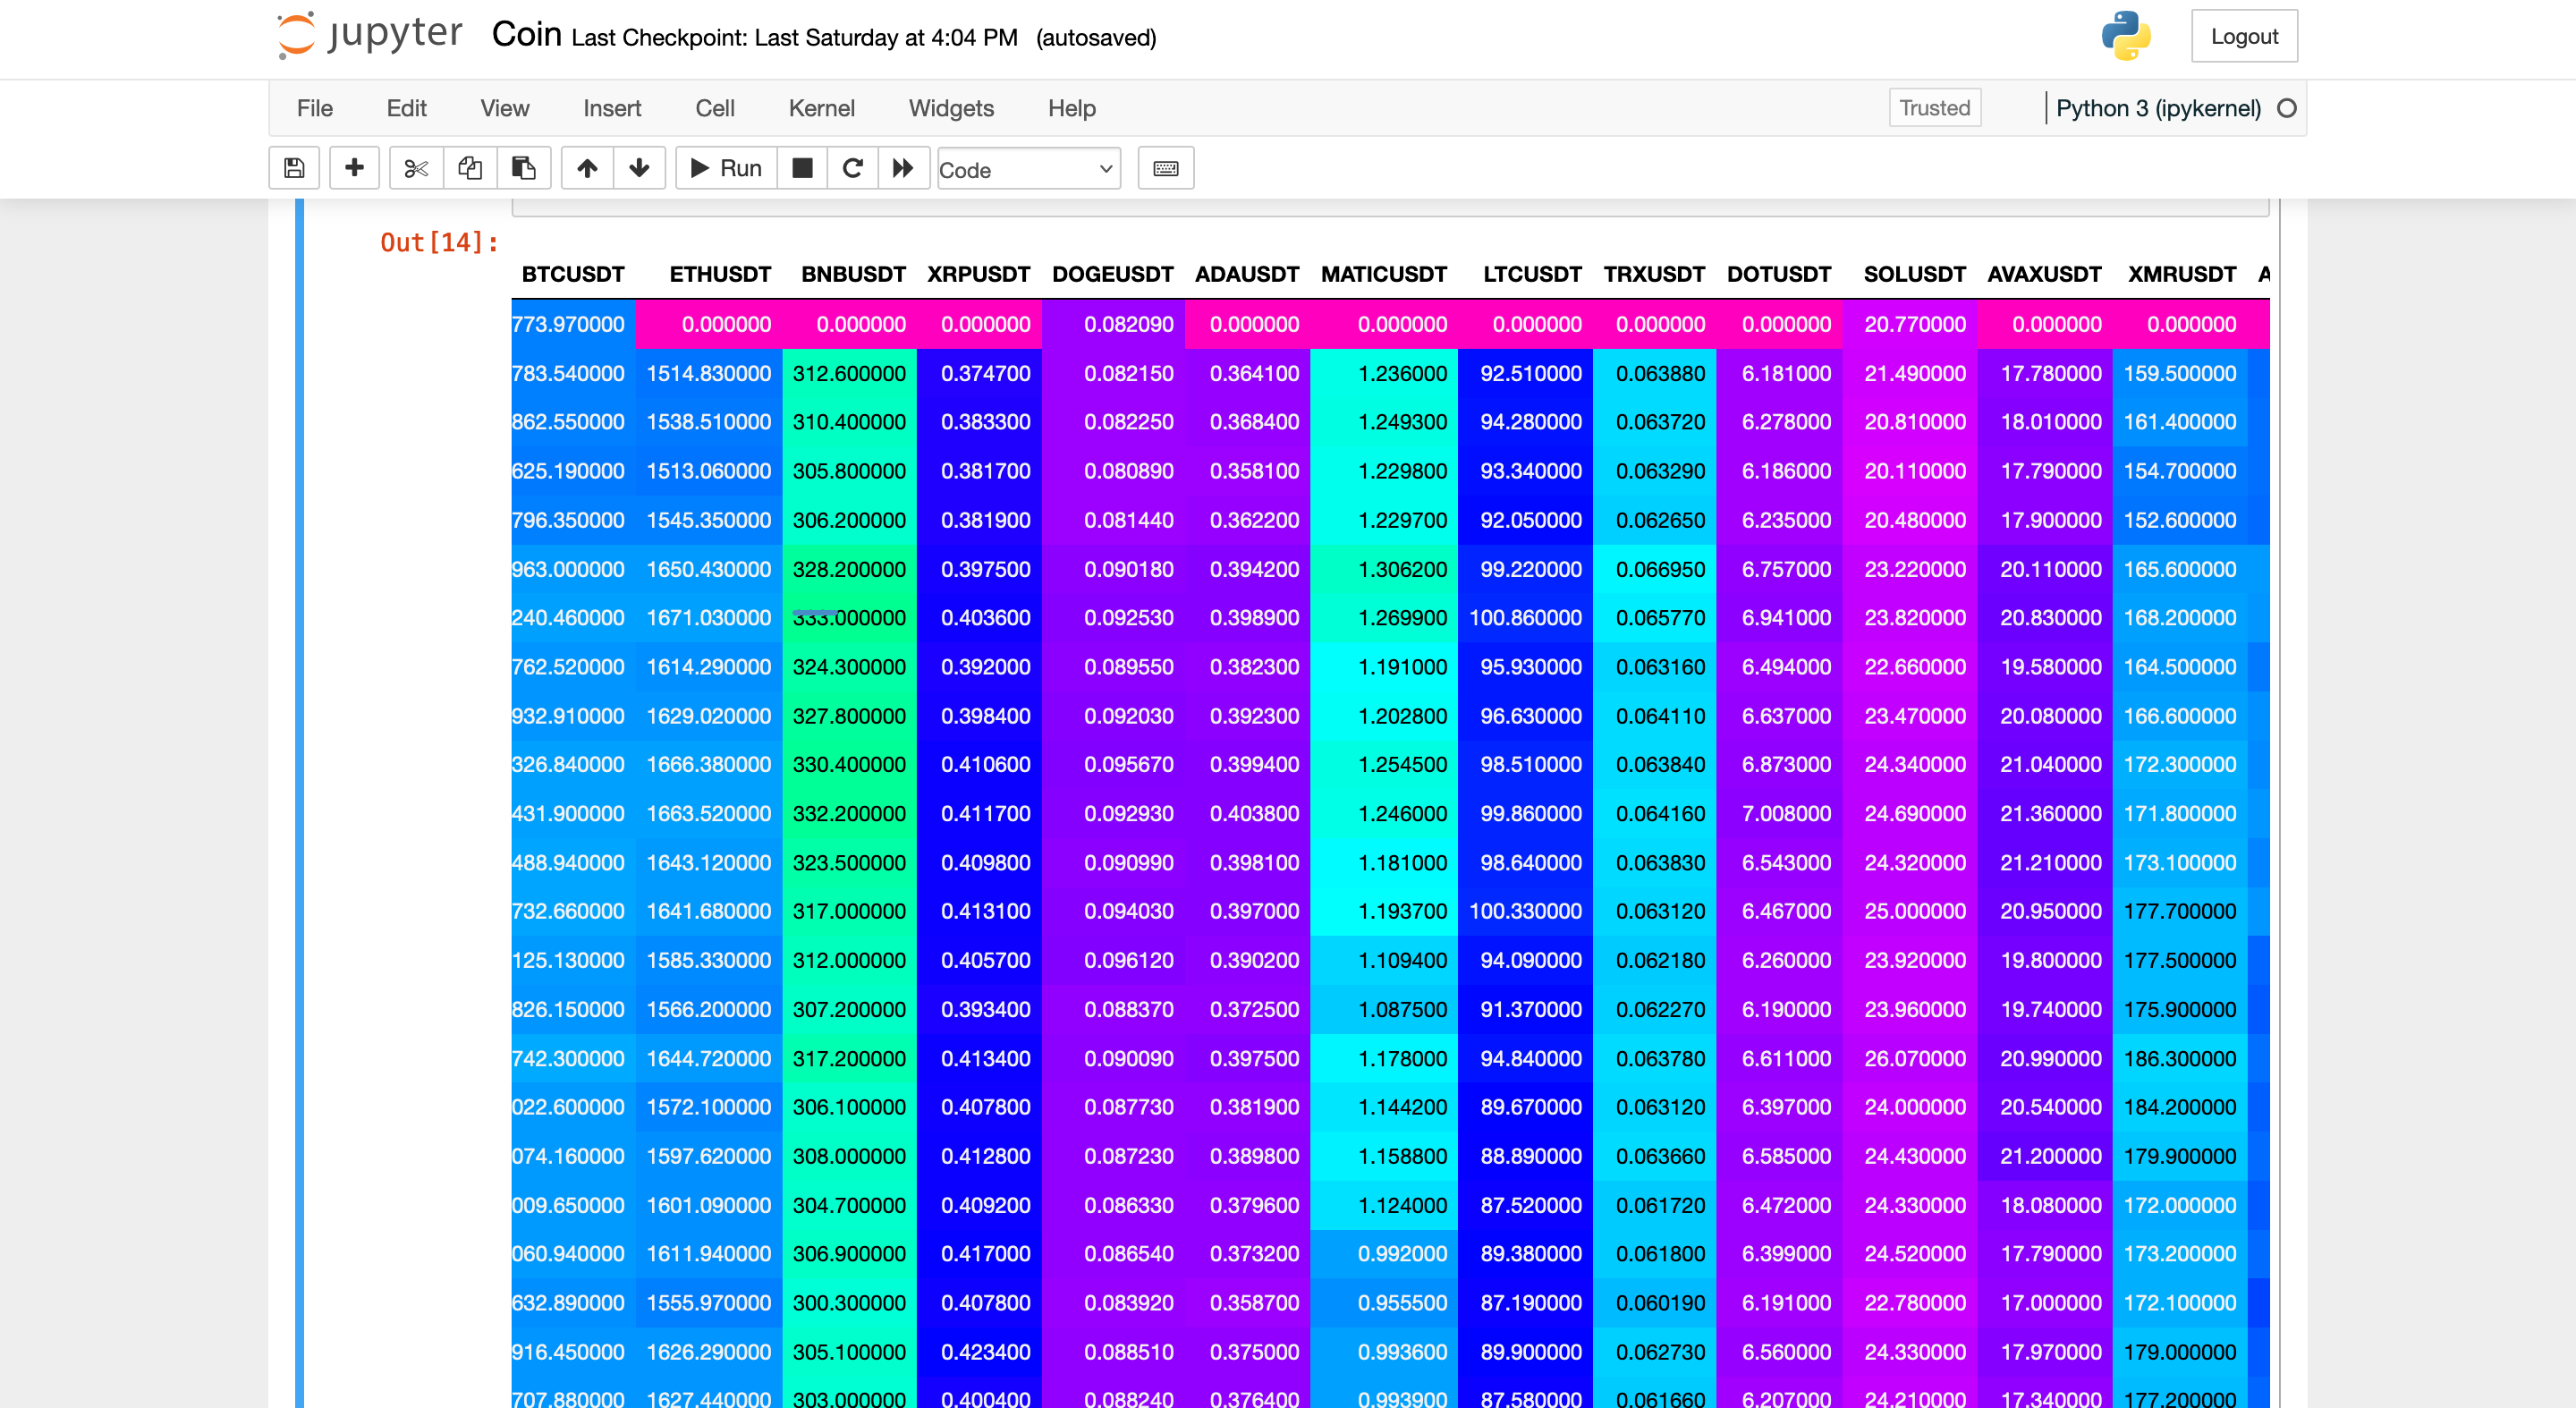 jupyter Coin Last Checkpoint: Last Saturday at 4:04 PM (autosaved) Logout
File Edit View Insert Cell Kernel Widgets Help Trusted Python 3 (ipykernel)
Run Code
Out[14]:
BTCUSDT ETHUSDT BNBUSDT XRPUSDT DOGEUSDT ADAUSDT MATICUSDT LTCUSDT TRXUSDT DOTUSDT SOLUSDT AVAXUSDT XMRUSDT A
773.970000 0.000000 0.000000 0.000000 0.082090 0.000000 0.000000 0.000000 0.000000 0.000000 20.770000 0.000000 0.000000
783.540000 1514.830000 312.600000 0.374700 0.082150 0.364100 1.236000 92.510000 0.063880 6.181000 21.490000 17.780000 159.500000
862.550000 1538.510000 310.400000 0.383300 0.082250 0.368400 1.249300 94.280000 0.063720 6.278000 20.810000 18.010000 161.400000
625.190000 1513.060000 305.800000 0.381700 0.080890 0.358100 1.229800 93.340000 0.063290 6.186000 20.110000 17.790000 154.700000
796.350000 1545.350000 306.200000 0.381900 0.081440 0.362200 1.229700 92.050000 0.062650 6.235000 20.480000 17.900000 152.600000
963.000000 1650.430000 328.200000 0.397500 0.090180 0.394200 1.306200 99.220000 0.066950 6.757000 23.220000 20.110000 165.600000
240.460000 1671.030000 333.000000 0.403600 0.092530 0.398900 1.269900 100.860000 0.065770 6.941000 23.820000 20.830000 168.200000
762.520000 1614.290000 324.300000 0.392000 0.089550 0.382300 1.191000 95.930000 0.063160 6.494000 22.660000 19.580000 164.500000
932.910000 1629.020000 327.800000 0.398400 0.092030 0.392300 1.202800 96.630000 0.064110 6.637000 23.470000 20.080000 166.600000
326.840000 1666.380000 330.400000 0.410600 0.095670 0.399400 1.254500 98.510000 0.063840 6.873000 24.340000 21.040000 172.300000
431.900000 1663.520000 332.200000 0.411700 0.092930 0.403800 1.246000 99.860000 0.064160 7.008000 24.690000 21.360000 171.800000
488.940000 1643.120000 323.500000 0.409800 0.090990 0.398100 1.181000 98.640000 0.063830 6.543000 24.320000 21.210000 173.100000
732.660000 1641.680000 317.000000 0.413100 0.094030 0.397000 1.193700 100.330000 0.063120 6.467000 25.000000 20.950000 177.700000
125.130000 1585.330000 312.000000 0.405700 0.096120 0.390200 1.109400 94.090000 0.062180 6.260000 23.920000 19.800000 177.500000
826.150000 1566.200000 307.200000 0.393400 0.088370 0.372500 1.087500 91.370000 0.062270 6.190000 23.960000 19.740000 175.900000
742.300000 1644.720000 317.200000 0.413400 0.090090 0.397500 1.178000 94.840000 0.063780 6.611000 26.070000 20.990000 186.300000
022.600000 1572.100000 306.100000 0.407800 0.087730 0.381900 1.144200 89.670000 0.063120 6.397000 24.000000 20.540000 184.200000
074.160000 1597.620000 308.000000 0.412800 0.087230 0.389800 1.158800 88.890000 0.063660 6.585000 24.430000 21.200000 179.900000
009.650000 1601.090000 304.700000 0.409200 0.086330 0.379600 1.124000 87.520000 0.061720 6.472000 24.330000 18.080000 172.000000
060.940000 1611.940000 306.900000 0.417000 0.086540 0.373200 0.992000 89.380000 0.061800 6.399000 24.520000 17.790000 173.200000
632.890000 1555.970000 300.300000 0.407800 0.083920 0.358700 0.955500 87.190000 0.060190 6.191000 22.780000 17.000000 172.100000
916.450000 1626.290000 305.100000 0.423400 0.088510 0.375000 0.993600 89.900000 0.062730 6.560000 24.330000 17.970000 179.000000
707.880000 1627.440000 303.000000 0.400400 0.088240 0.376400 0.993900 87.580000 0.061660 6.207000 24.210000 17.340000 177.200000